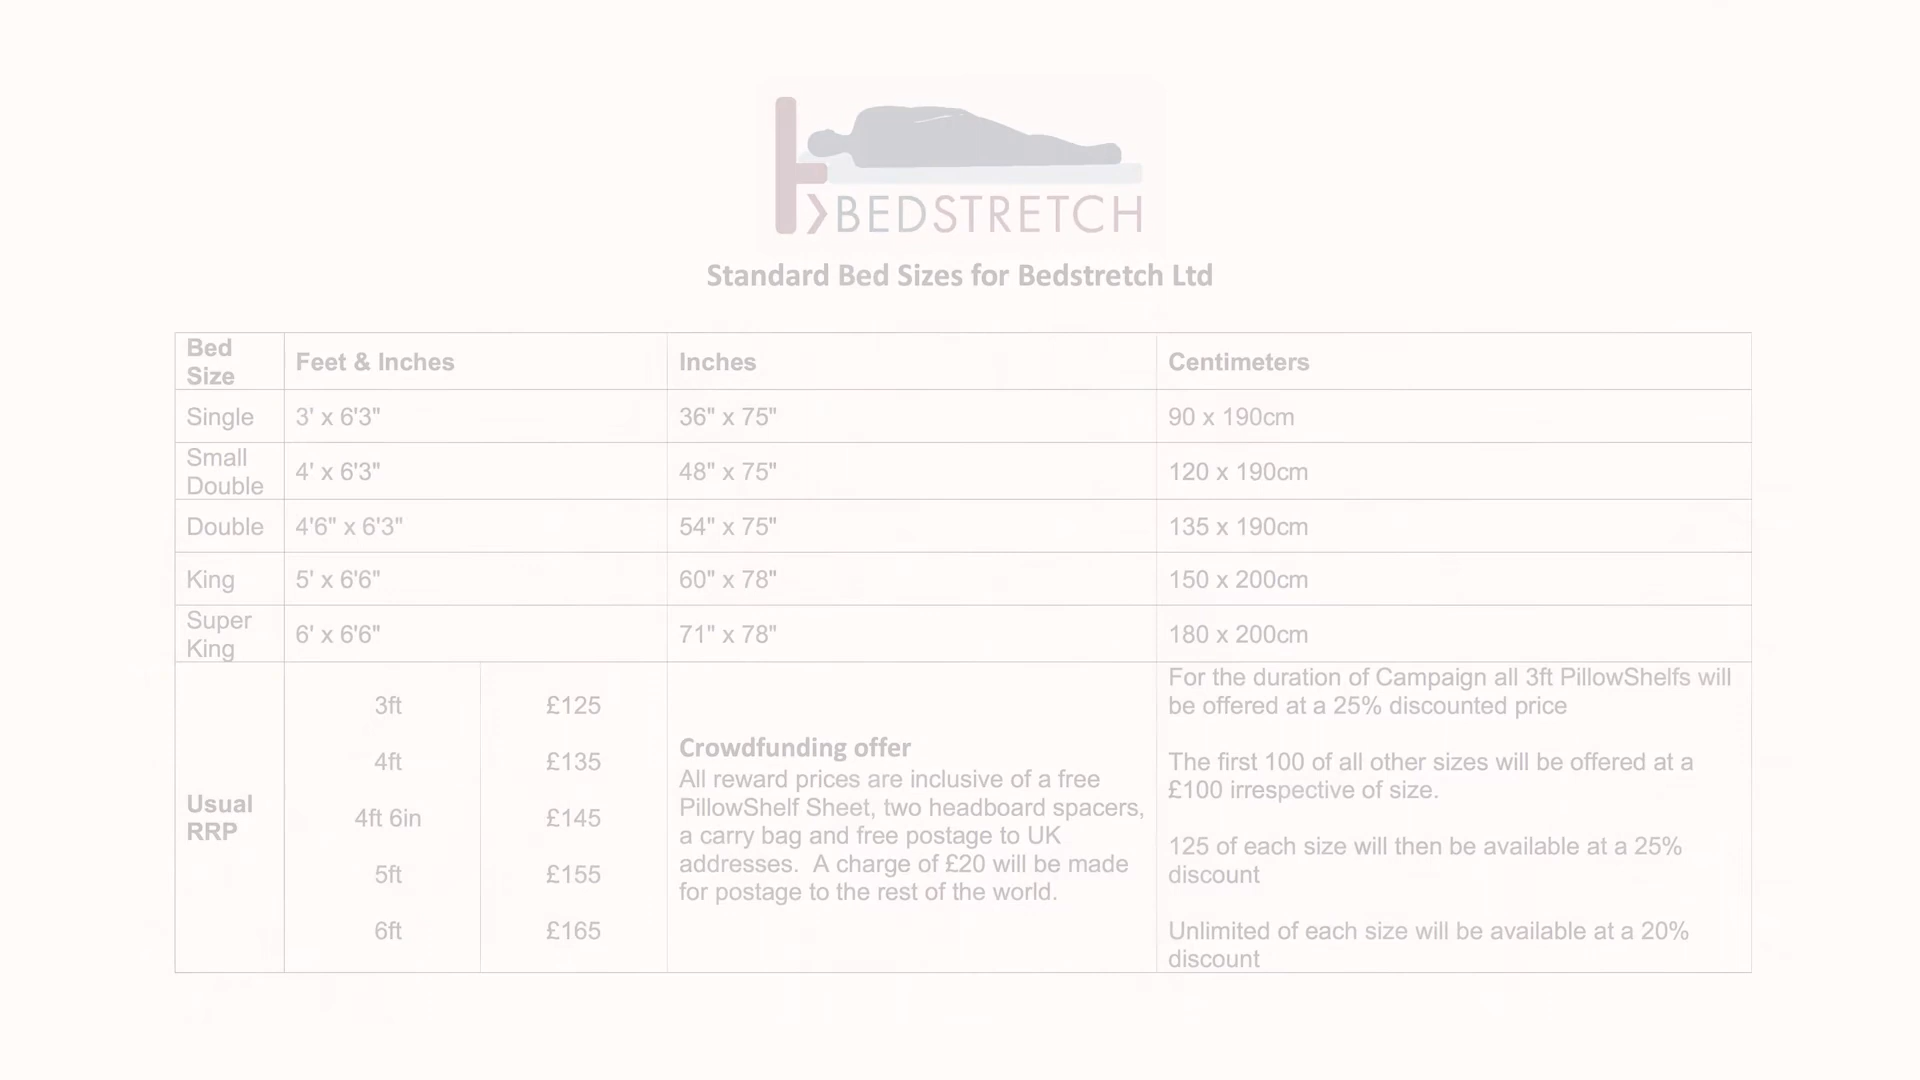 BEDSTRETCH
Standard Bed Sizes for Bedstretch Ltd
Bed
Size
Feet & Inches
Inches
Centimeters
Single
3' x 6'3"
36" x 75"
90 x 190cm
Small
Double
4' x 6'3"
48" x 75"
120 x 190cm
Double
4'6" x 6'3"
54" x 75"
135 x 190cm
King
5' x 6'6"
60" x 78"
150 x 200cm
Super
King
6' x 6'6"
71" x 78"
180 x 200cm
Usual
RRP
3ft
£125
4ft
£135
4ft 6in
£145
5ft
£155
6ft
£165
Crowdfunding offer
All reward prices are inclusive of a free
PillowShelf Sheet, two headboard spacers,
a carry bag and free postage to UK
addresses.  A charge of £20 will be made
for postage to the rest of the world.
For the duration of Campaign all 3ft PillowShelfs will
be offered at a 25% discounted price
The first 100 of all other sizes will be offered at a
£100 irrespective of size.
125 of each size will then be available at a 25%
discount
Unlimited of each size will be available at a 20%
discount